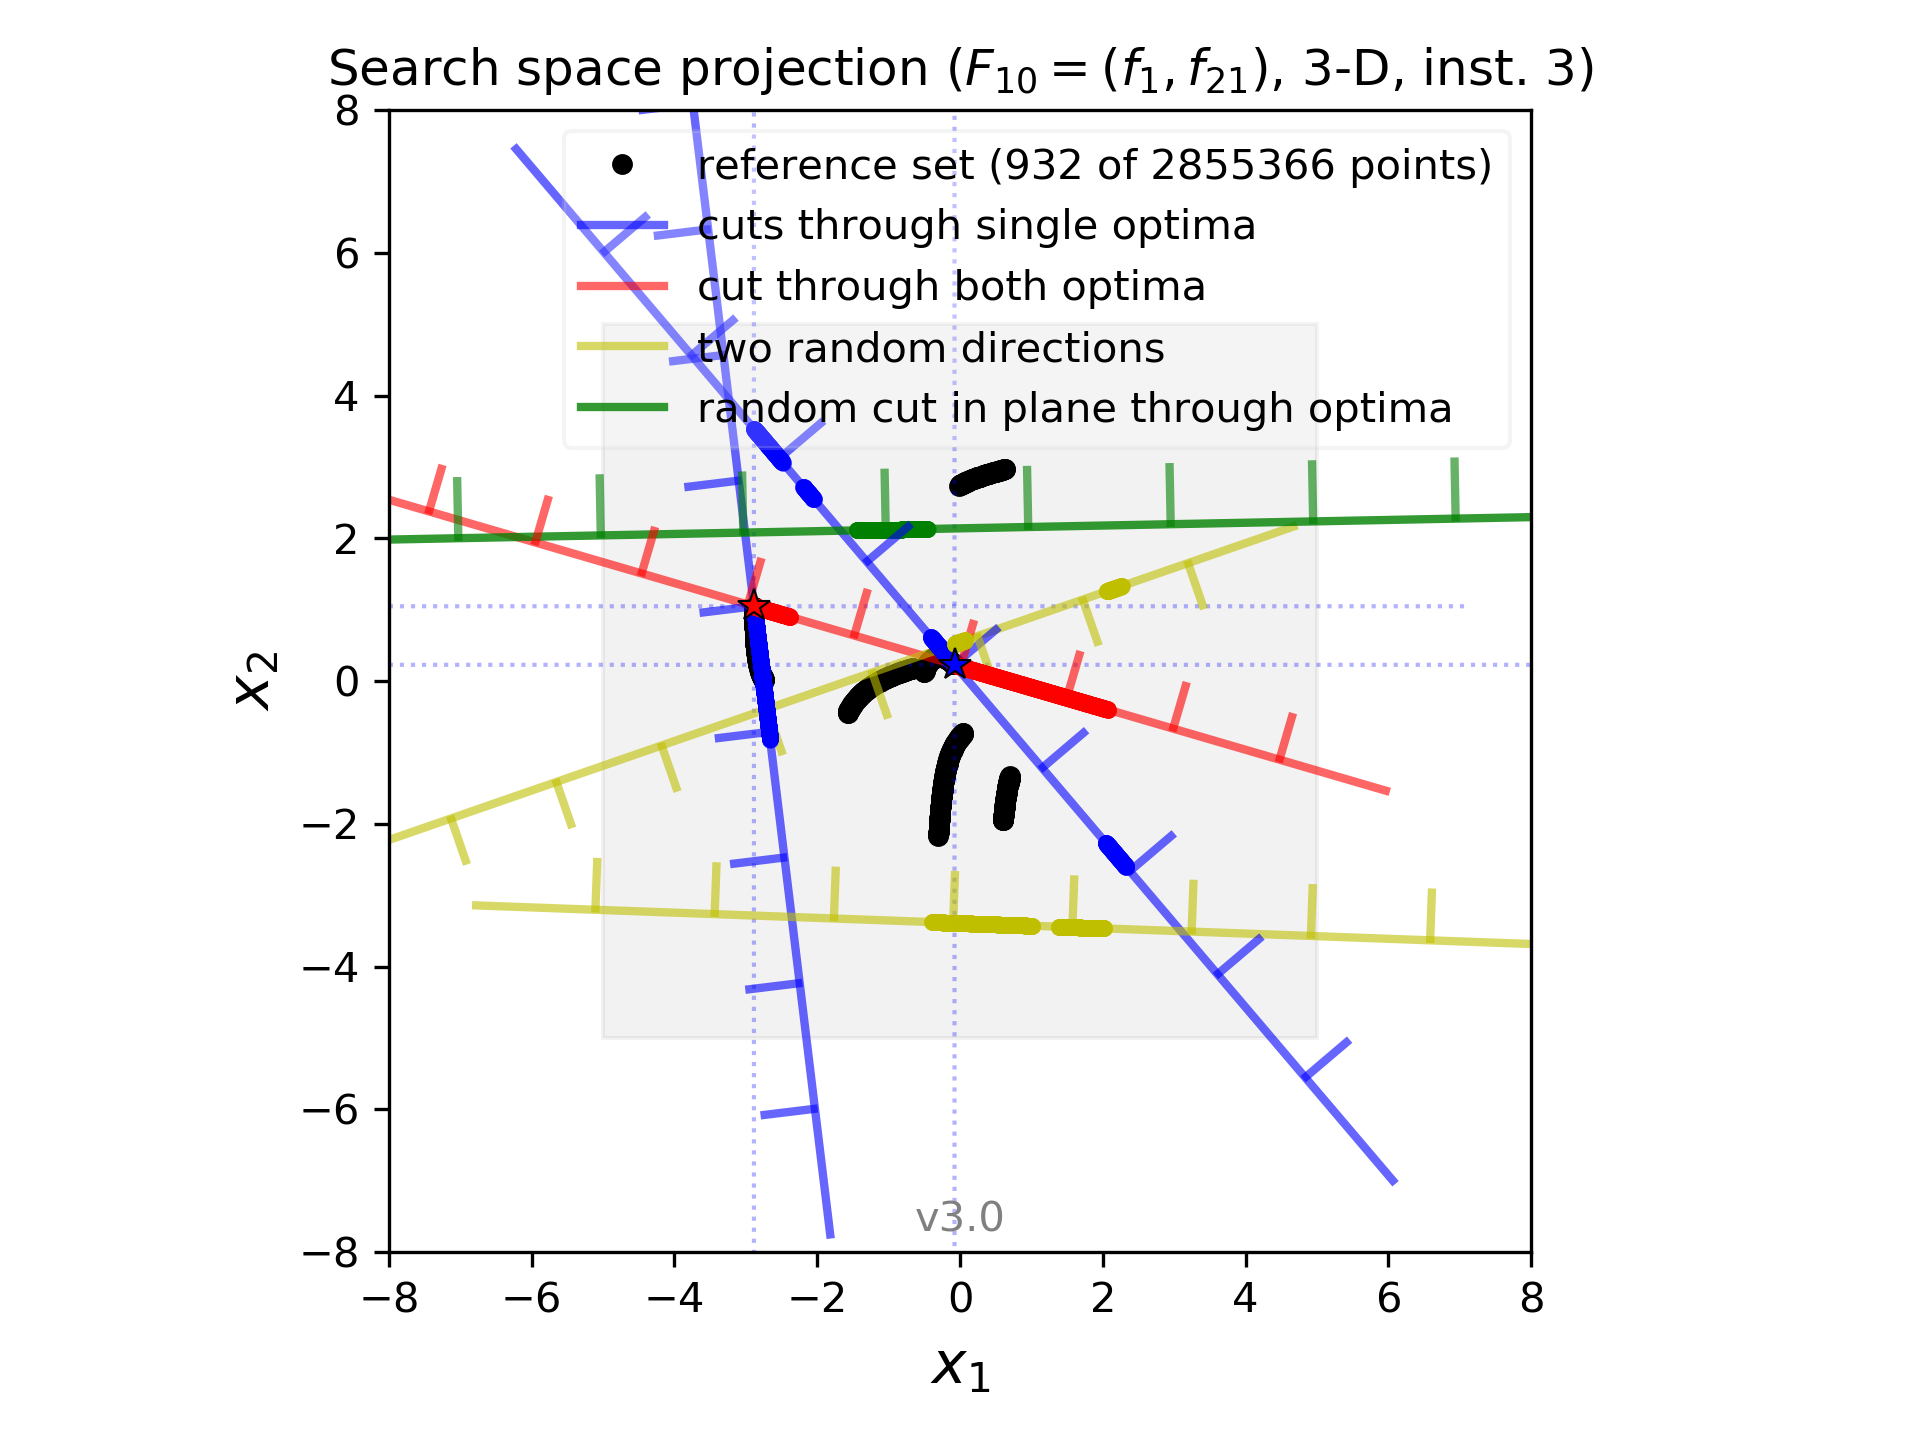 Search space projection (F₁₀ = (f₁, f₂₁), 3-D, inst. 3)
reference set (932 of 2855366 points)
cuts through single optima
cut through both optima
two random directions
random cut in plane through optima
8
6
4
2
0
−2
−4
−6
−8
x₂
v3.0
−8 −6 −4 −2 0 2 4 6 8
x₁